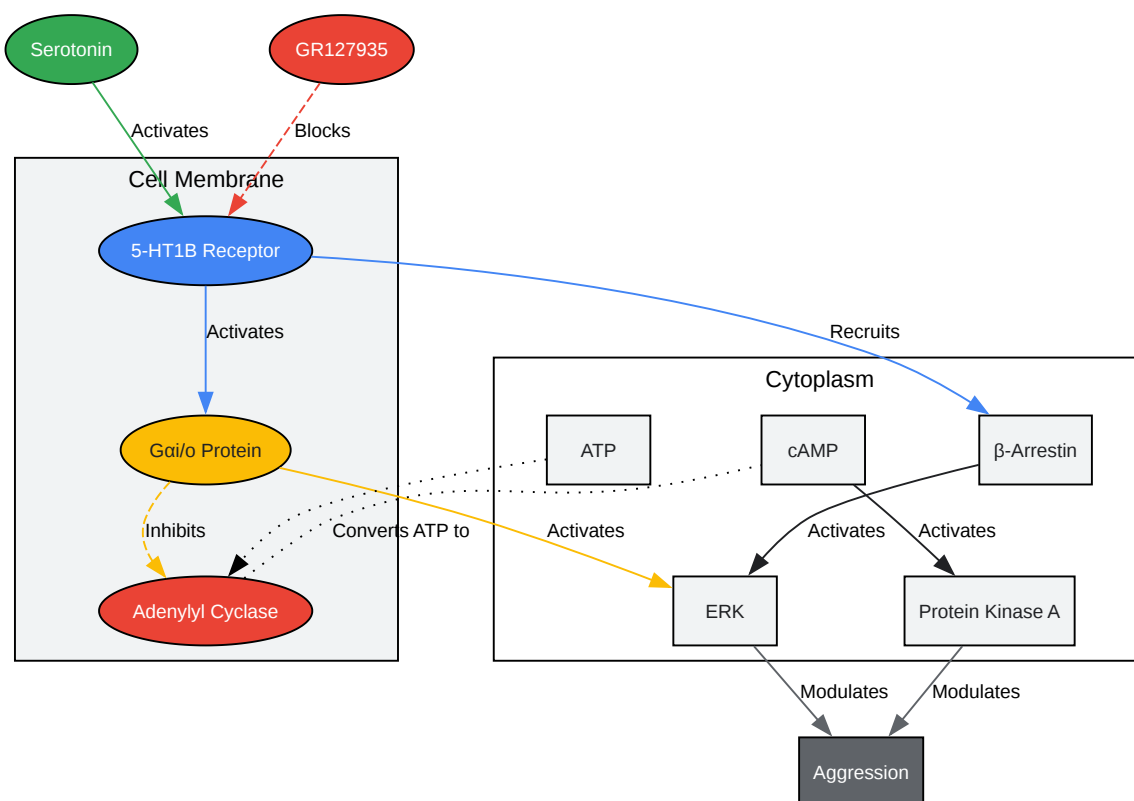 Serotonin
GR127935
Activates
Blocks
Cell Membrane
5-HT1B Receptor
Activates
Recruits
Cytoplasm
Gαi/o Protein
ATP
cAMP
β-Arrestin
Inhibits
Converts ATP to
Activates
Activates
Activates
Adenylyl Cyclase
ERK
Protein Kinase A
Modulates
Modulates
Aggression